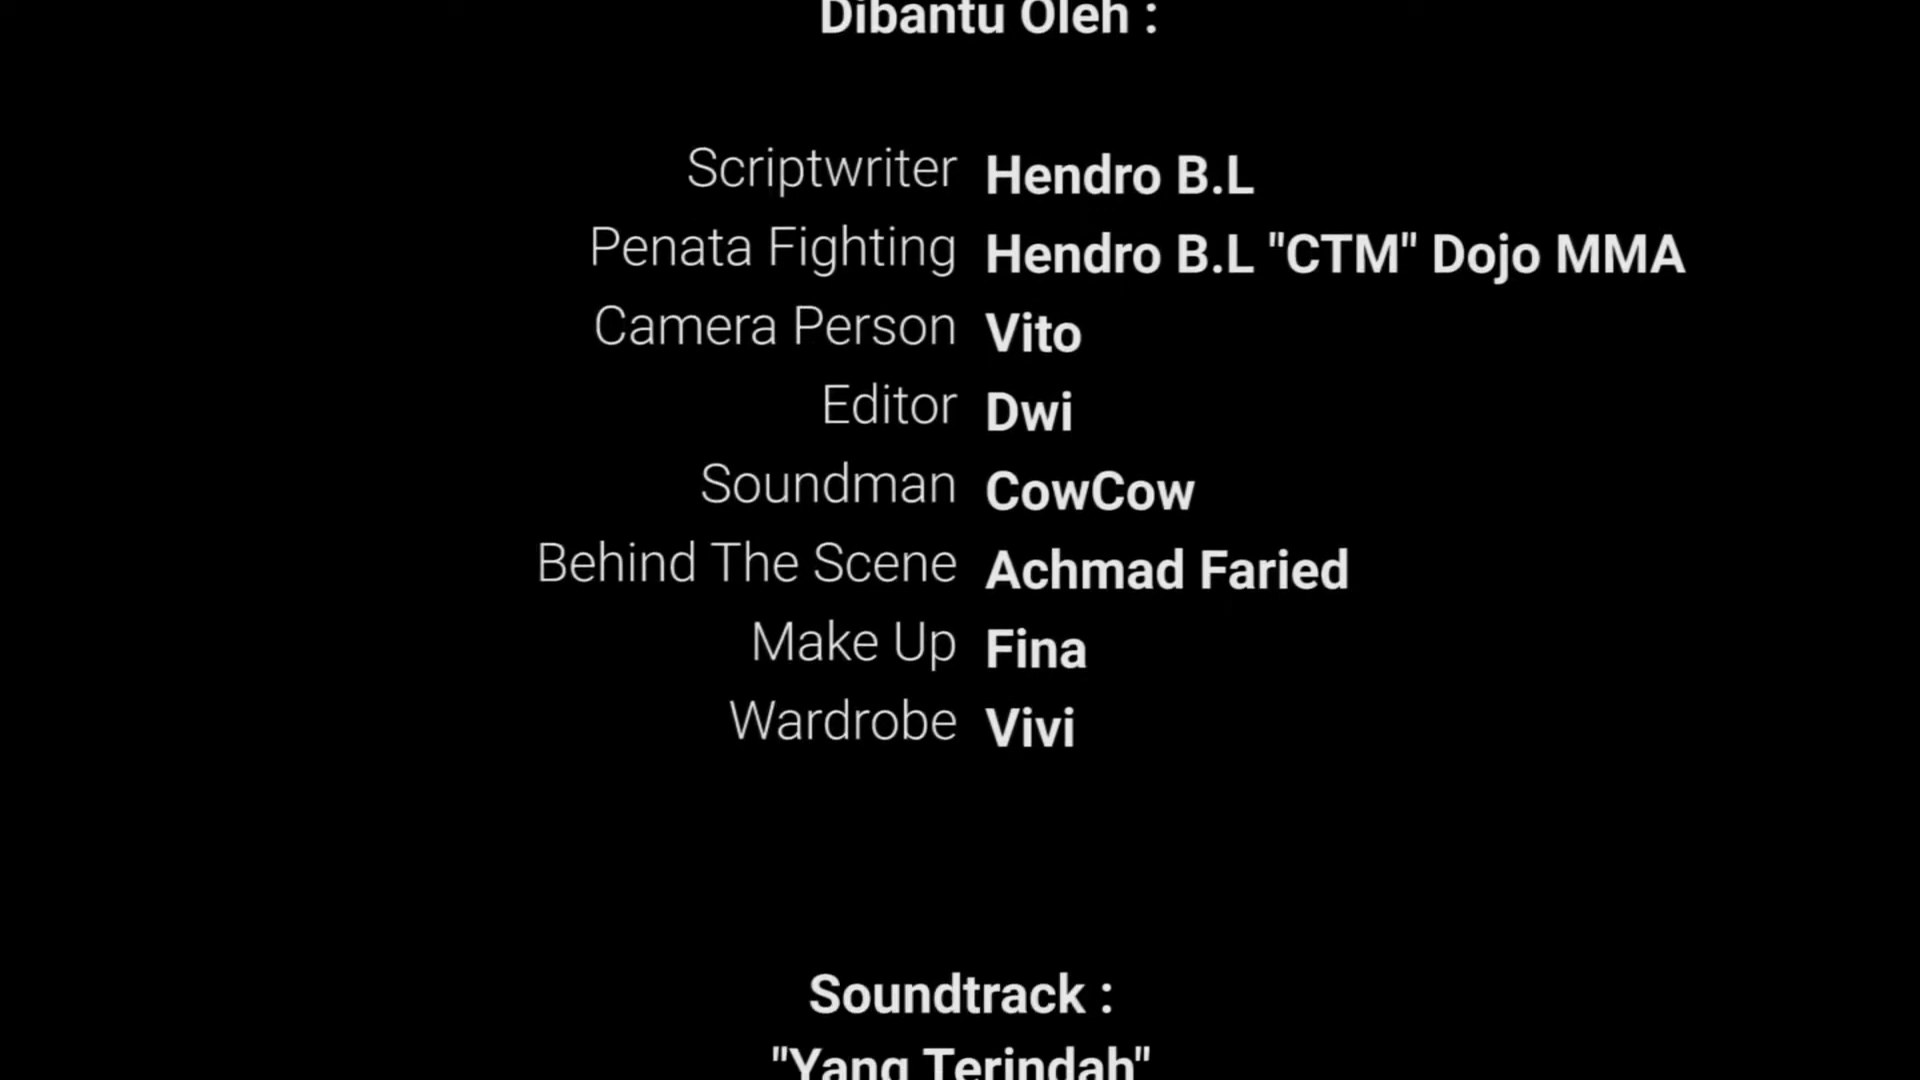 Dibantu Oleh :
Scriptwriter Hendro B.L
Penata Fighting Hendro B.L "CTM" Dojo MMA
Camera Person Vito
Editor Dwi
Soundman CowCow
Behind The Scene Achmad Faried
Make Up Fina
Wardrobe Vivi
Soundtrack :
"Yang Terindah"